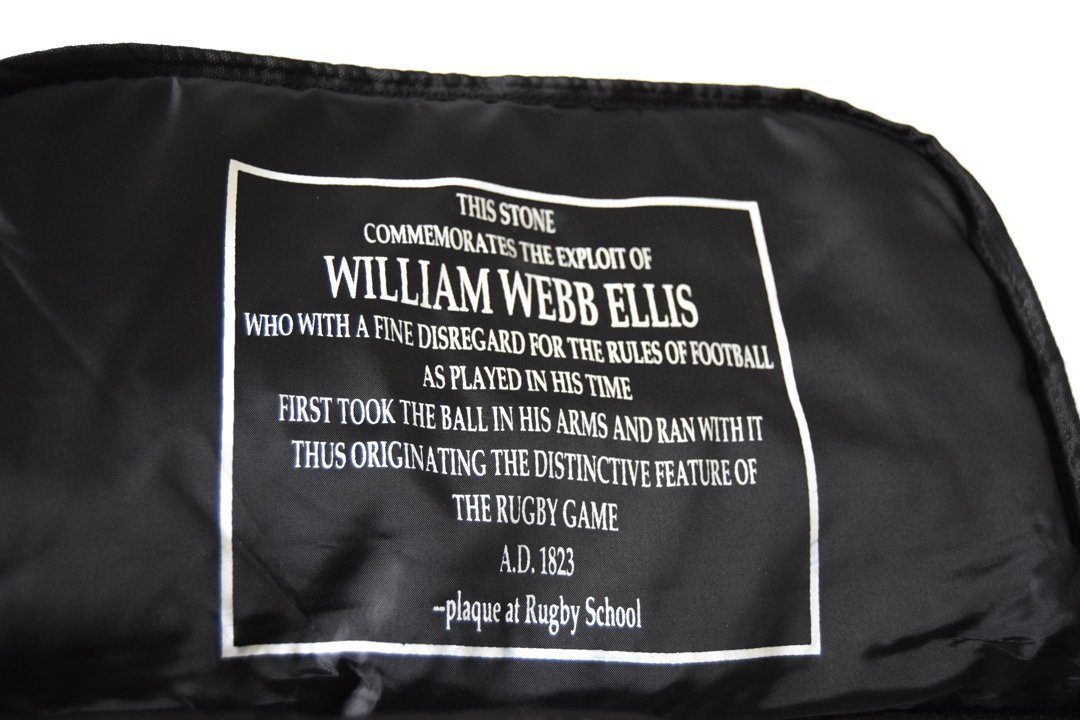 THIS STONE
COMMEMORATES THE EXPLOIT OF
WILLIAM WEBB ELLIS
WHO WITH A FINE DISREGARD FOR THE RULES OF FOOTBALL
AS PLAYED IN HIS TIME
FIRST TOOK THE BALL IN HIS ARMS AND RAN WITH IT
THUS ORIGINATING THE DISTINCTIVE FEATURE OF
THE RUGBY GAME
A.D. 1823
--plaque at Rugby School